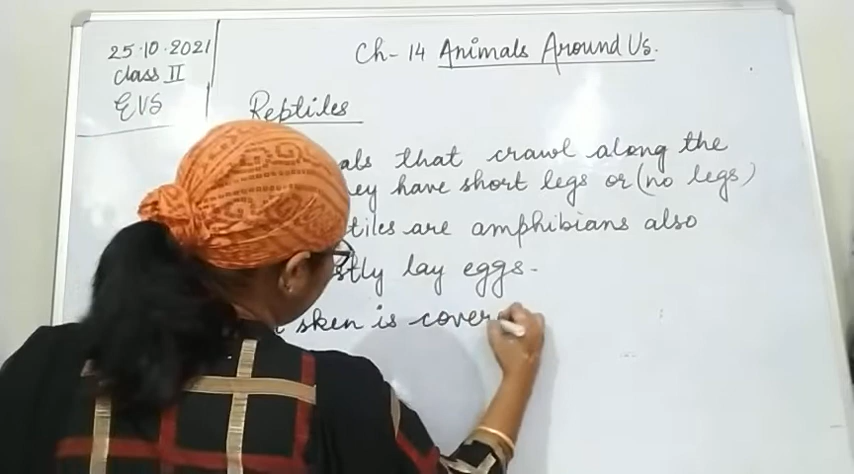 25.10.2021
Class II
EVS
Ch- 14 Animals Around Us.
Reptiles
als that crawl along the
ey have short legs or (no legs)
tiles are amphibians also
stly lay eggs-
sken is cover